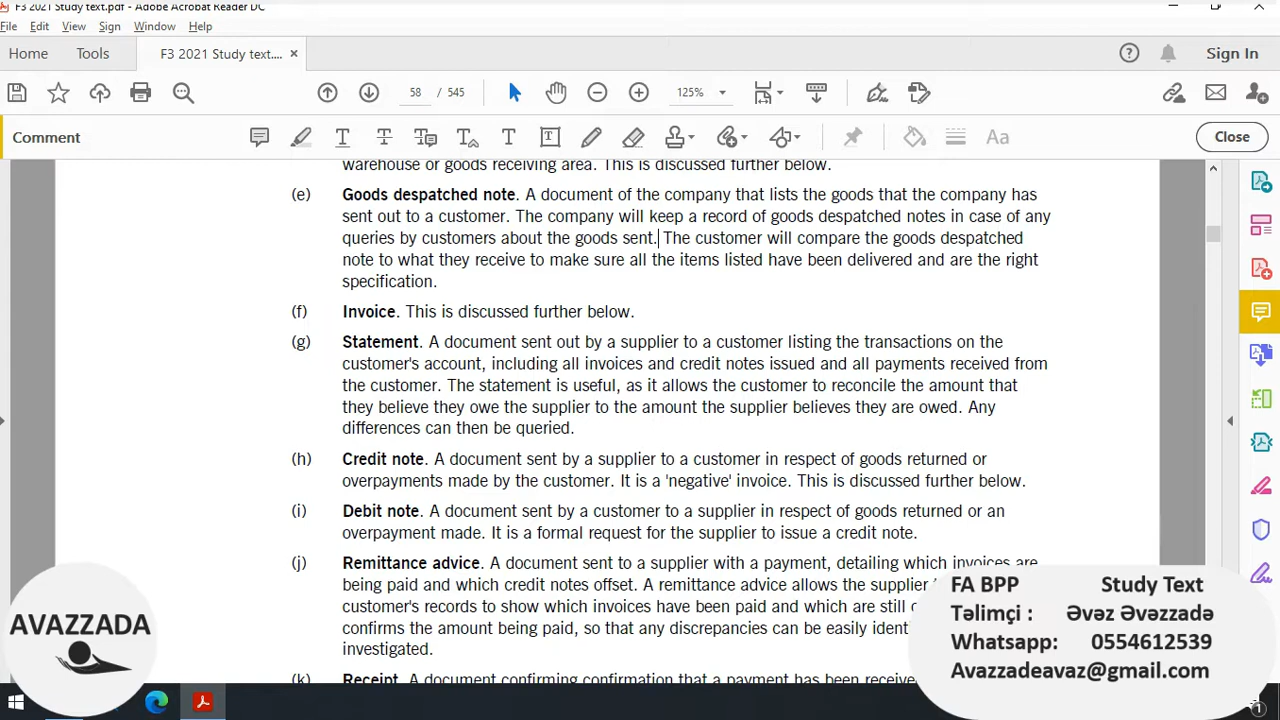 F3 2021 Study text.pdf - Adobe Acrobat Reader DC
File Edit View Sign Window Help
Home Tools F3 2021 Study text.... × Sign In
58 / 545 125%
Comment Close
warehouse or goods receiving area. This is discussed further below.
(e) Goods despatched note. A document of the company that lists the goods that the company has
sent out to a customer. The company will keep a record of goods despatched notes in case of any
queries by customers about the goods sent. The customer will compare the goods despatched
note to what they receive to make sure all the items listed have been delivered and are the right
specification.
(f) Invoice. This is discussed further below.
(g) Statement. A document sent out by a supplier to a customer listing the transactions on the
customer's account, including all invoices and credit notes issued and all payments received from
the customer. The statement is useful, as it allows the customer to reconcile the amount that
they believe they owe the supplier to the amount the supplier believes they are owed. Any
differences can then be queried.
(h) Credit note. A document sent by a supplier to a customer in respect of goods returned or
overpayments made by the customer. It is a 'negative' invoice. This is discussed further below.
(i) Debit note. A document sent by a customer to a supplier in respect of goods returned or an
overpayment made. It is a formal request for the supplier to issue a credit note.
(j) Remittance advice. A document sent to a supplier with a payment, detailing which invoices are
being paid and which credit notes offset. A remittance advice allows the supplier
customer's records to show which invoices have been paid and which are still
confirms the amount being paid, so that any discrepancies can be easily
investigated.
(k) Receipt. A document confirming confirmation that a payment has been received
AVAZZADA
FA BPP Study Text
Təlimçi : Əvəz Əvəzzadə
Whatsapp: 0554612539
Avazzadeavaz@gmail.com